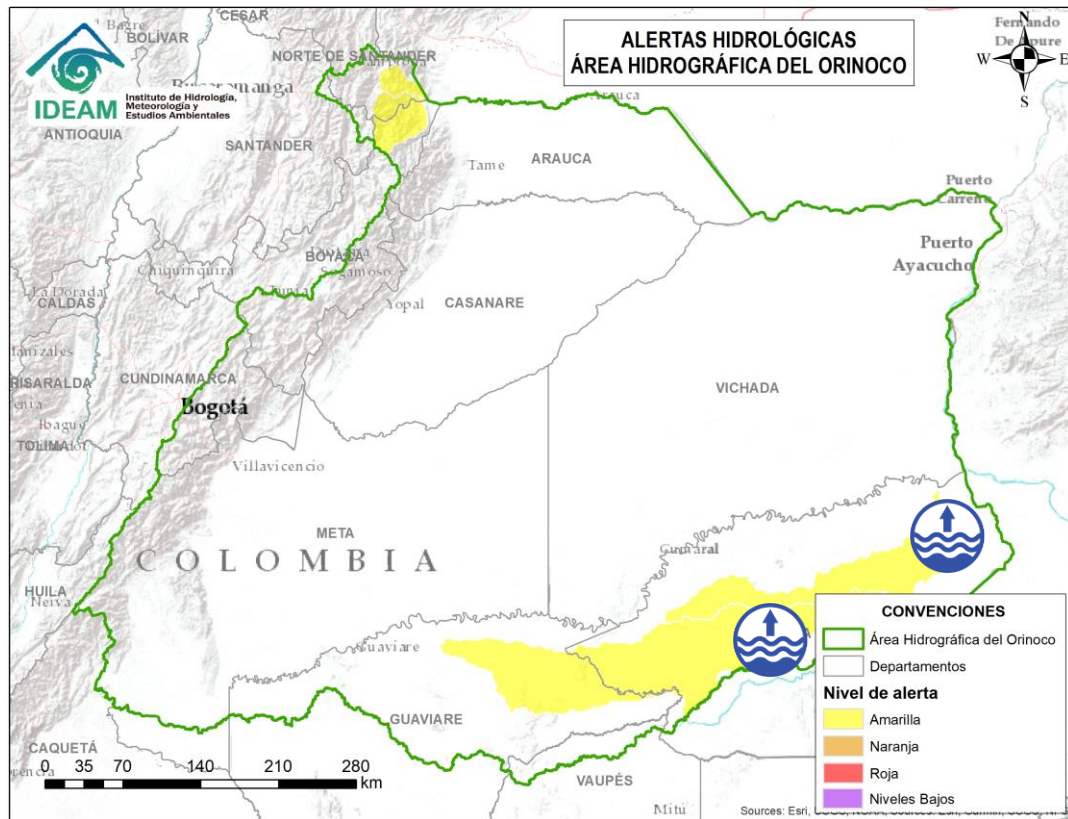 ALERTAS HIDROLÓGICAS
ÁREA HIDROGRÁFICA DEL ORINOCO
IDEAM
Instituto de Hidrología,
Meteorología y
Estudios Ambientales
N
W
E
S
CESAR
BOLÍVAR
NORTE DE SANTANDER
Fernando
De Apure
ANTIOQUIA
SANTANDER
Arauca
ARAUCA
Tame
Puerto
Carreño
Puerto
Ayacucho
BOYACÁ
Sogamoso
Chiquinquirá
Tunja
La Dorada
CALDAS
Yopal
CASANARE
VICHADA
CUNDINAMARCA
Bogotá
Ibagué
TOLIMA
Villavicencio
META
COLOMBIA
HUILA
Neiva
GUAVIARE
CAQUETÁ
VAUPÉS
Mitú
0 35 70 140 210 280
km
CONVENCIONES
Área Hidrográfica del Orinoco
Departamentos
Nivel de alerta
Amarilla
Naranja
Roja
Niveles Bajos
Sources: Esri,